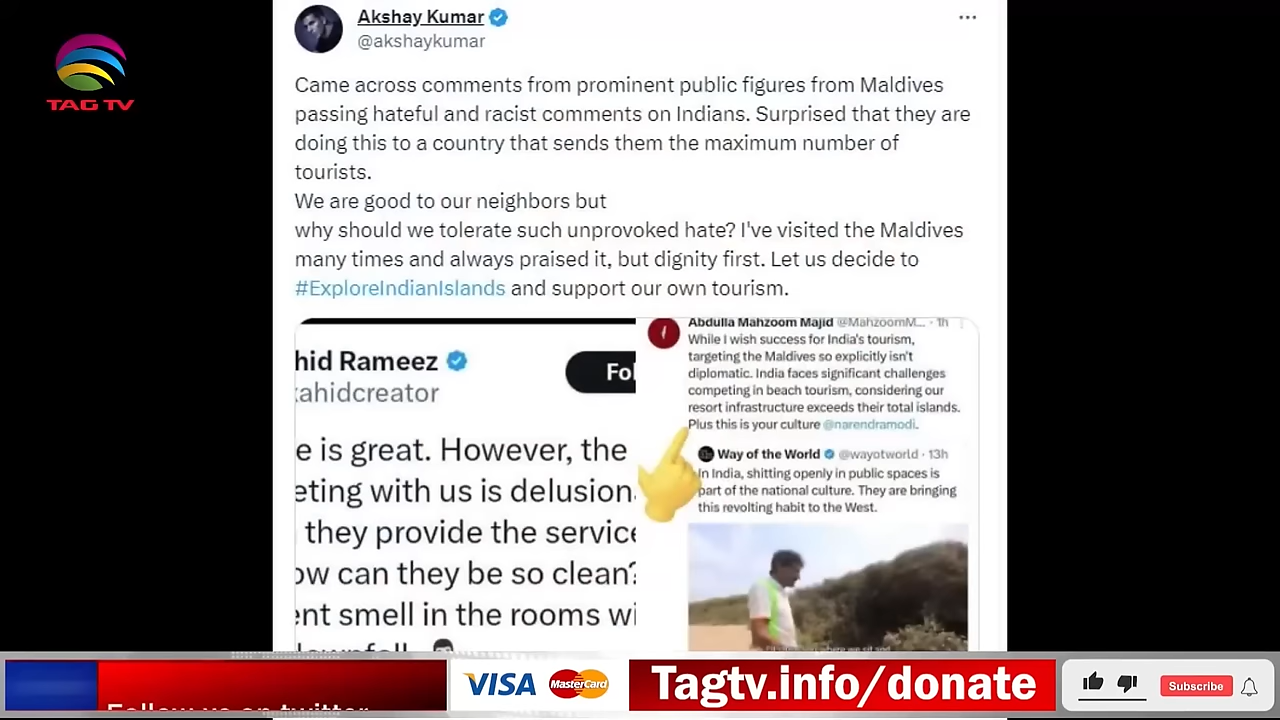 TAG TV
Akshay Kumar
@akshaykumar
Came across comments from prominent public figures from Maldives
passing hateful and racist comments on Indians. Surprised that they are
doing this to a country that sends them the maximum number of
tourists.
We are good to our neighbors but
why should we tolerate such unprovoked hate? I've visited the Maldives
many times and always praised it, but dignity first. Let us decide to
#ExploreIndianIslands and support our own tourism.
hid Rameez
ahidcreator
Fol
e is great. However, the
eting with us is delusion
they provide the service
ow can they be so clean?
ent smell in the rooms wi
Abdulla Mahzoom Majid @MahzoomM... · 1h
While I wish success for India's tourism,
targeting the Maldives so explicitly isn't
diplomatic. India faces significant challenges
competing in beach tourism, considering our
resort infrastructure exceeds their total islands.
Plus this is your culture @narendramodi.
Way of the World @wayotworld · 13h
In India, shitting openly in public spaces is
part of the national culture. They are bringing
this revolting habit to the West.
Follow us on twitter
VISA
MasterCard
Tagtv.info/donate
Subscribe